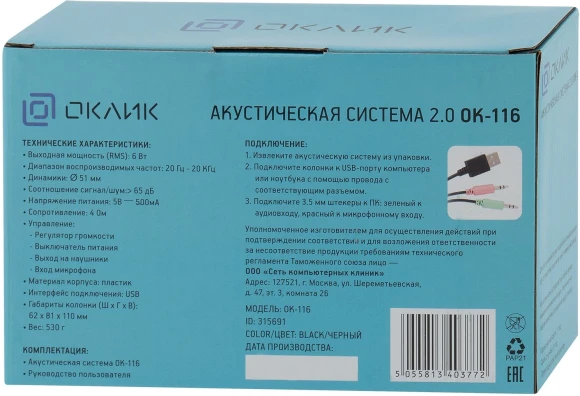 ОКЛИК
ОКЛИК
АКУСТИЧЕСКАЯ СИСТЕМА 2.0 ОК-116
ТЕХНИЧЕСКИЕ ХАРАКТЕРИСТИКИ:
• Выходная мощность (RMS): 6 Вт
• Диапазон воспроизводимых частот: 20 Гц - 20 КГц
• Динамики: Ø 51 мм
• Соотношение сигнал/шум:> 65 дБ
• Напряжение питания: 5В — 500мА
• Сопротивление: 4 Ом
• Управление:
- Регулятор громкости
- Выключатель питания
- Выход на наушники
- Вход микрофона
• Материал корпуса: пластик
• Интерфейс подключения: USB
• Габариты колонки (Ш х Г х В):
62 х 81 х 110 мм
• Вес: 530 г
КОМПЛЕКТАЦИЯ:
• Акустическая система ОК-116
• Руководство пользователя
ПОДКЛЮЧЕНИЕ:
1. Извлеките акустическую систему из упаковки.
2. Подключите колонки к USB-порту компьютера
или ноутбука с помощью провода с
соответствующим разъемом.
3. Подключите 3.5 мм штекеры к ПК: зеленый к
аудиовходу, красный к микрофонному входу.
Уполномоченное изготовителем для осуществления действий при
подтверждении соответствий и для возложения ответственности
за несоответствие продукции требованиям технического
регламента Таможенного союза лицо —
ООО «Сеть компьютерных клиник»
Адрес: 127521, г. Москва, ул. Шереметьевская,
д. 47, эт. 3, комната 26
МОДЕЛЬ: ОК-116
ID: 315691
COLOR/ЦВЕТ: BLACK/ЧЕРНЫЙ
ДАТА ПРОИЗВОДСТВА:
5 055813 403772
PAP21
EAC